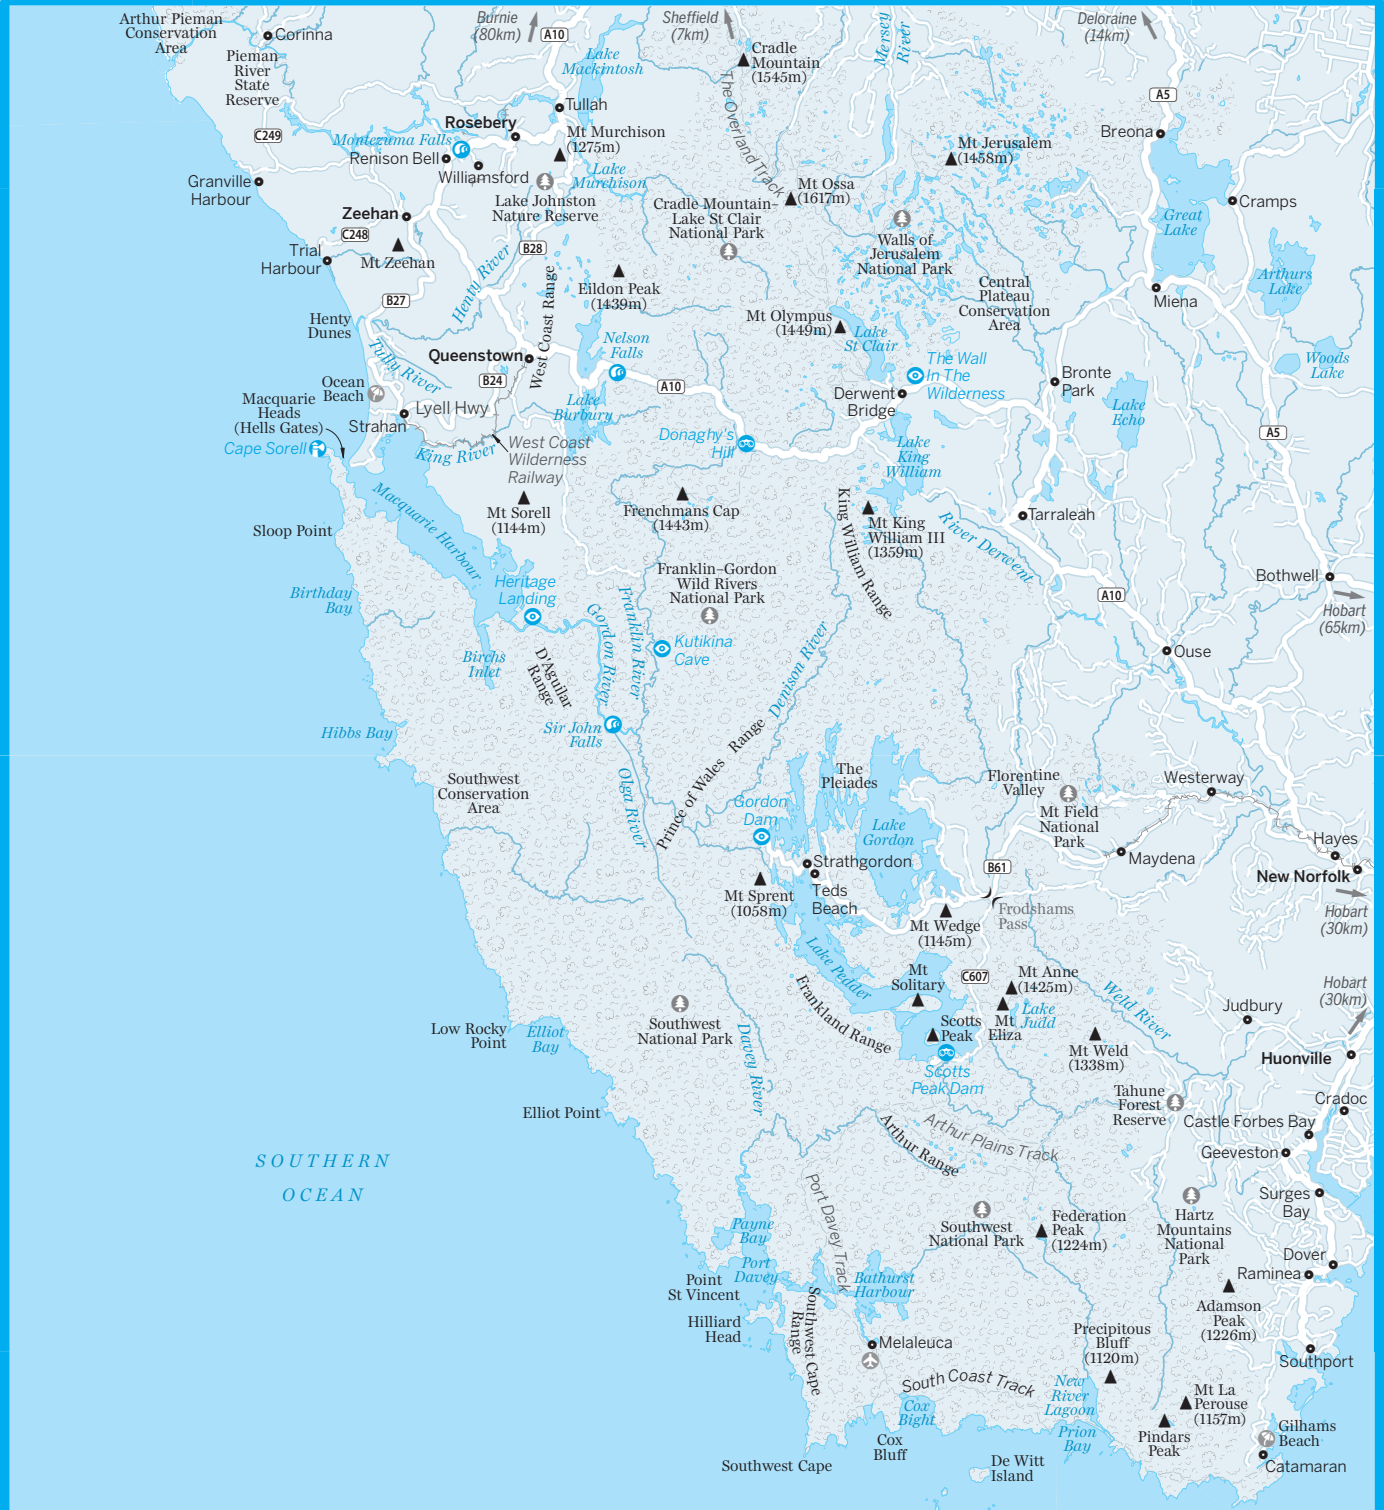 Arthur Pieman
Conservation
Area
Corinna
Burnie
(80km)
A10
Sheffield
(7km)
Cradle
Mountain
(1545m)
Mersey
River
Deloraine
(14km)
Pieman
River
State
Reserve
Lake
Mackintosh
The Overland Track
A5
Tullah
C249
Rosebery
Montezuma Falls
Mt Murchison
(1275m)
Breona
Renison Bell
Mt Jerusalem
(1458m)
Williamsford
Lake
Murchison
Granville
Harbour
Mt Ossa
(1617m)
Cramps
Lake Johnston
Nature Reserve
Cradle Mountain–
Lake St Clair
National Park
Great
Lake
Zeehan
C248
Walls of
Jerusalem
National Park
Trial
Harbour
Mt Zeehan
B28
Henty River
West Coast Range
Eildon Peak
(1439m)
Central
Plateau
Conservation
Area
Arthurs
Lake
B27
Miena
Henty
Dunes
Mt Olympus
(1449m)
Lake
St Clair
Nelson
Falls
Tully River
Queenstown
The Wall
In The
Wilderness
Woods
Lake
B24
A10
Bronte
Park
Ocean
Beach
Derwent
Bridge
Lake
Echo
Macquarie
Heads
(Hells Gates)
Lyell Hwy
Lake
Burbury
Strahan
Cape Sorell
King River
West Coast
Wilderness
Railway
Donaghy's
Hill
Lake
King
William
A5
Macquarie Harbour
Mt Sorell
(1144m)
Frenchmans Cap
(1443m)
King William Range
Mt King
William III
(1359m)
Tarraleah
River Derwent
Sloop Point
Franklin–Gordon
Wild Rivers
National Park
Bothwell
Heritage
Landing
Birthday
Bay
A10
Hobart
(65km)
Gordon River
Franklin River
Kutikina
Cave
Denison River
Ouse
Birchs
Inlet
D'Aguilar
Range
Hibbs Bay
Sir John
Falls
Prince of Wales Range
The
Pleiades
Florentine
Valley
Westerway
Southwest
Conservation
Area
Olga River
Gordon
Dam
Lake
Gordon
Mt Field
National
Park
Hayes
Strathgordon
Maydena
B61
New Norfolk
Mt Sprent
(1058m)
Teds
Beach
Frodshams
Pass
Hobart
(30km)
Mt Wedge
(1145m)
Lake Pedder
Mt
Solitary
C607
Mt Anne
(1425m)
Hobart
(30km)
Frankland Range
Lake
Judd
Weld River
Judbury
Low Rocky
Point
Elliot
Bay
Southwest
National Park
Davey River
Scotts
Peak
Mt
Eliza
Mt Weld
(1338m)
Huonville
Scotts
Peak Dam
Tahune
Forest
Reserve
Cradoc
Elliot Point
Arthur Range
Arthur Plains Track
Castle Forbes Bay
Geeveston
SOUTHERN
OCEAN
Port Davey Track
Surges
Bay
Payne
Bay
Southwest
National Park
Federation
Peak
(1224m)
Hartz
Mountains
National
Park
Dover
Port
Davey
Bathurst
Harbour
Raminea
Point
St Vincent
Adamson
Peak
(1226m)
Hilliard
Head
Southwest Cape
Range
Melaleuca
Precipitous
Bluff
(1120m)
Southport
South Coast Track
New
River
Lagoon
Mt La
Perouse
(1157m)
Cox
Bight
Gilhams
Beach
Prion
Bay
Pindars
Peak
Cox
Bluff
Southwest Cape
De Witt
Island
Catamaran